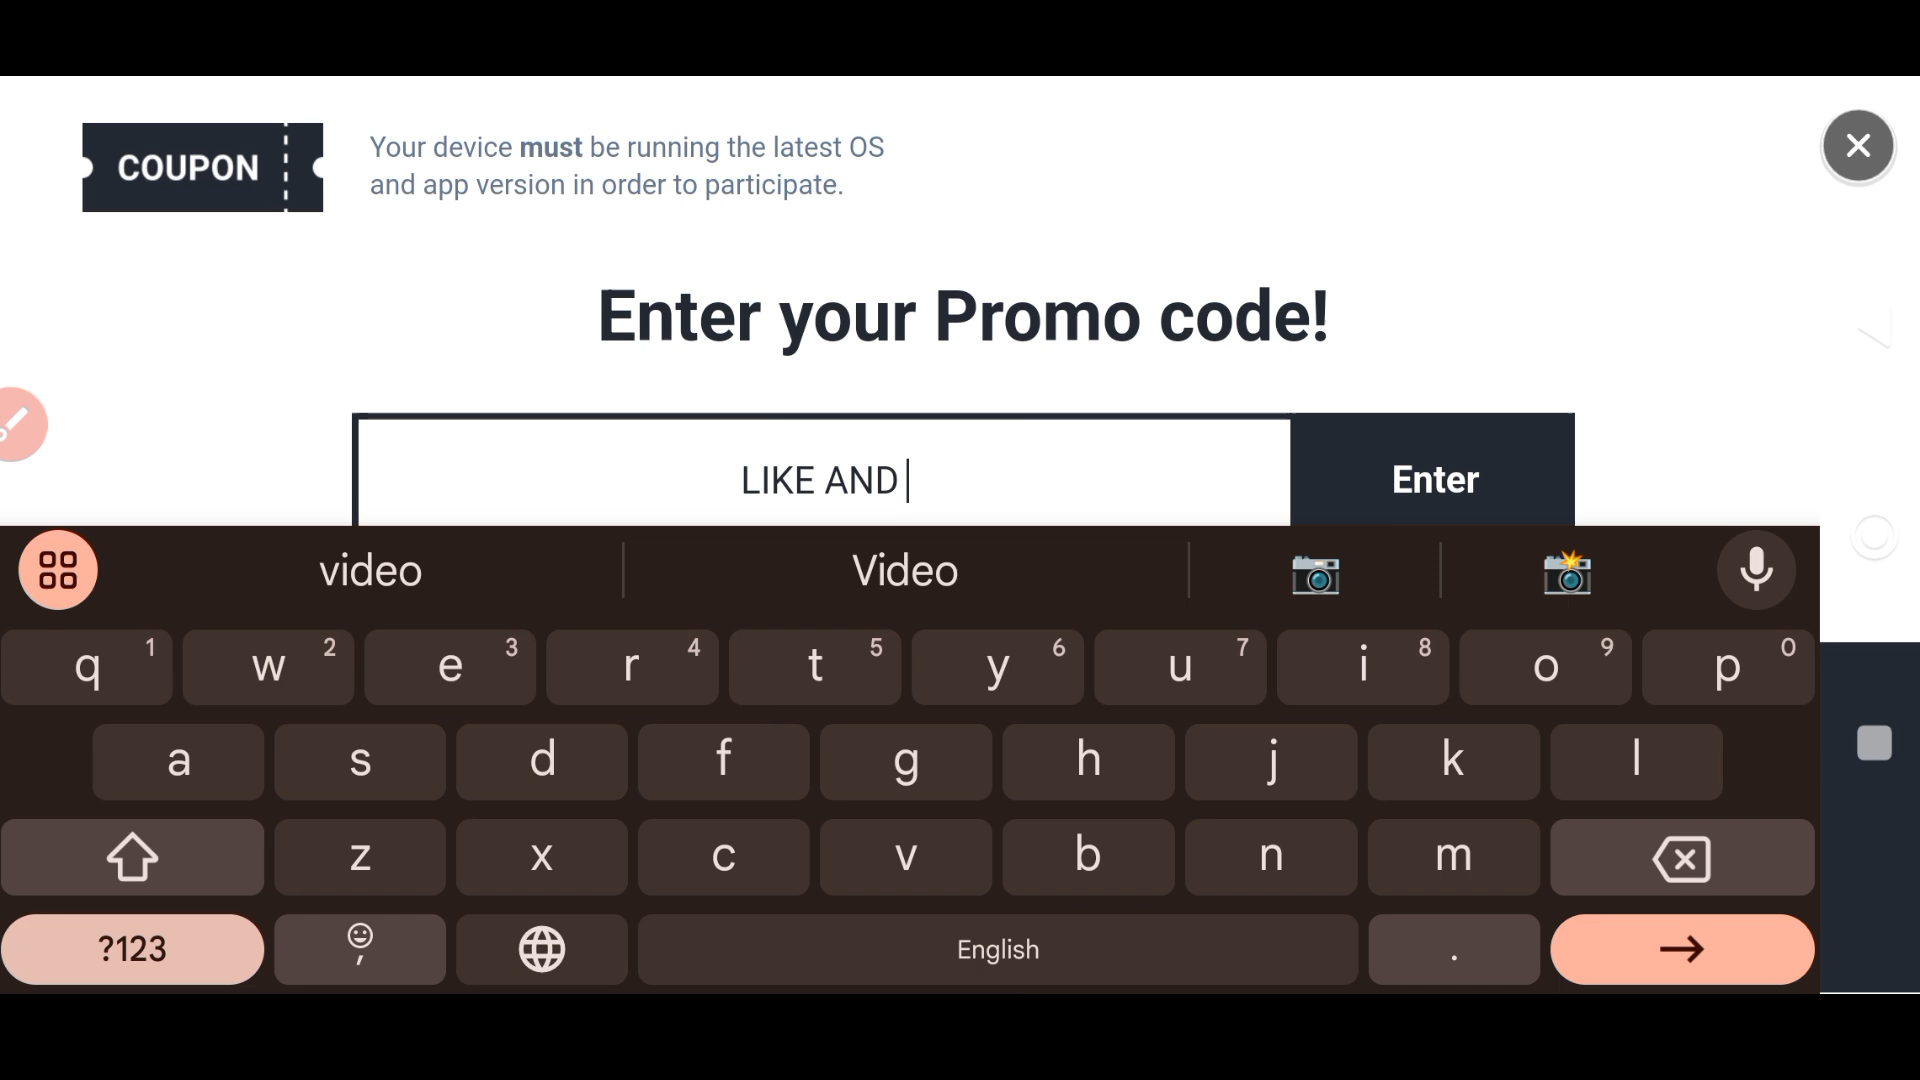 COUPON
Your device must be running the latest OS
and app version in order to participate.
Enter your Promo code!
LIKE AND
Enter
video
Video
q 1 w 2 e 3 r 4 t 5 y 6 u 7 i 8 o 9 p 0
a s d f g h j k l
z x c v b n m
?123 , English .